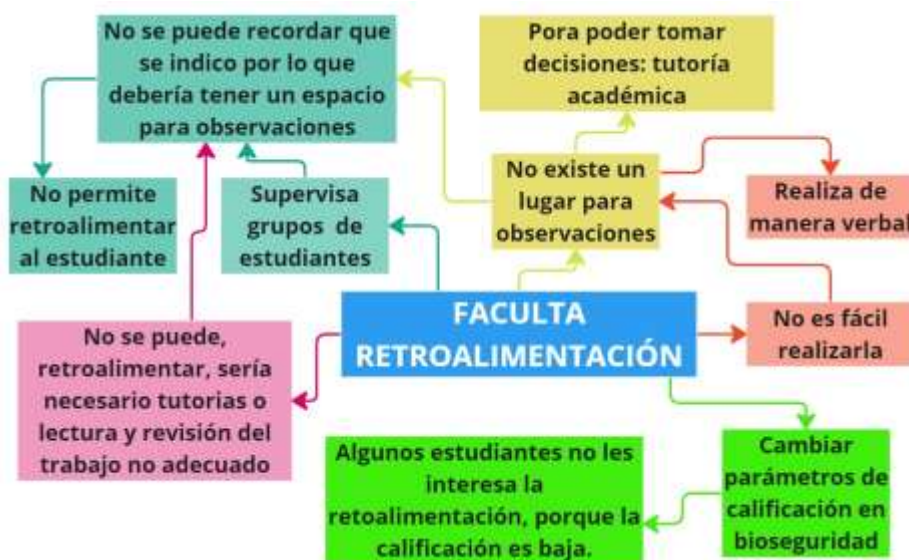 No se puede recordar que
se indico por lo que
debería tener un espacio
para observaciones
Pora poder tomar
decisiones: tutoría
académica
No permite
retroalimentar
al estudiante
Supervisa
grupos de
estudiantes
No existe un
lugar para
observaciones
Realiza de
manera verbal
FACULTA
RETROALIMENTACIÓN
No es fácil
realizarla
No se puede,
retroalimentar, sería
necesario tutorias o
lectura y revisión del
trabajo no adecuado
Algunos estudiantes no les
interesa la
retoalimentación, porque la
calificación es baja.
Cambiar
parámetros de
calificación en
bioseguridad